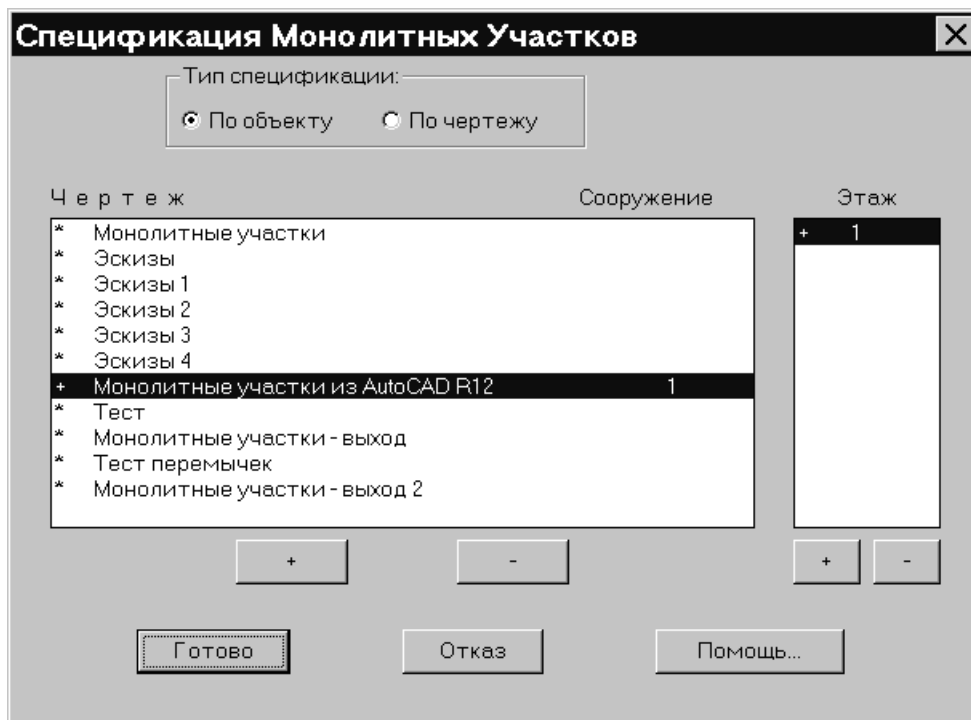 Спецификация Монолитных Участков
Тип спецификации:
По объекту По чертежу
Чертеж Сооружение Этаж
* Монолитные участки + 1
* Эскизы
* Эскизы 1
* Эскизы 2
* Эскизы 3
* Эскизы 4
+ Монолитные участки из AutoCAD R12 1
* Тест
* Монолитные участки - выход
* Тест перемычек
* Монолитные участки - выход 2
+ - + -
Готово Отказ Помощь...